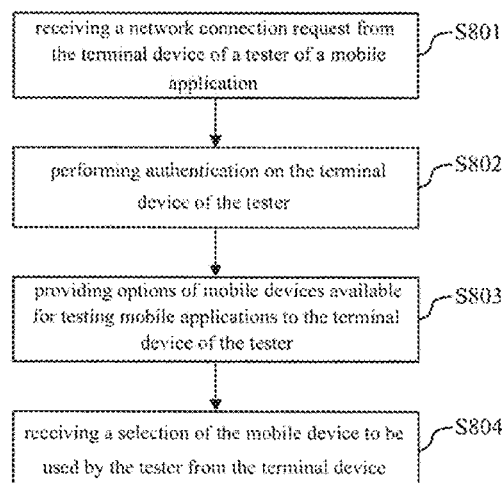 receiving a network connection request from
the terminal device of a tester of a mobile
application
S801
performing authentication on the terminal
device of the tester
S802
providing options of mobile devices available
for testing mobile applications to the terminal
device of the tester
S803
receiving a selection of the mobile device to be
used by the tester from the terminal device
S804